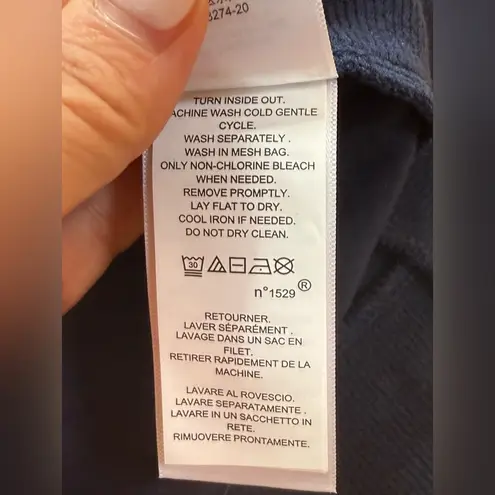 3274-20
TURN INSIDE OUT.
ACHINE WASH COLD GENTLE
CYCLE.
WASH SEPARATELY .
WASH IN MESH BAG.
ONLY NON-CHLORINE BLEACH
WHEN NEEDED.
REMOVE PROMPTLY.
LAY FLAT TO DRY.
COOL IRON IF NEEDED.
DO NOT DRY CLEAN.
30
n°1529 ®
RETOURNER.
LAVER SÉPARÉMENT .
LAVAGE DANS UN SAC EN
FILET.
RETIRER RAPIDEMENT DE LA
MACHINE.
LAVARE AL ROVESCIO.
LAVARE SEPARATAMENTE .
LAVARE IN UN SACCHETTO IN
RETE.
RIMUOVERE PRONTAMENTE.